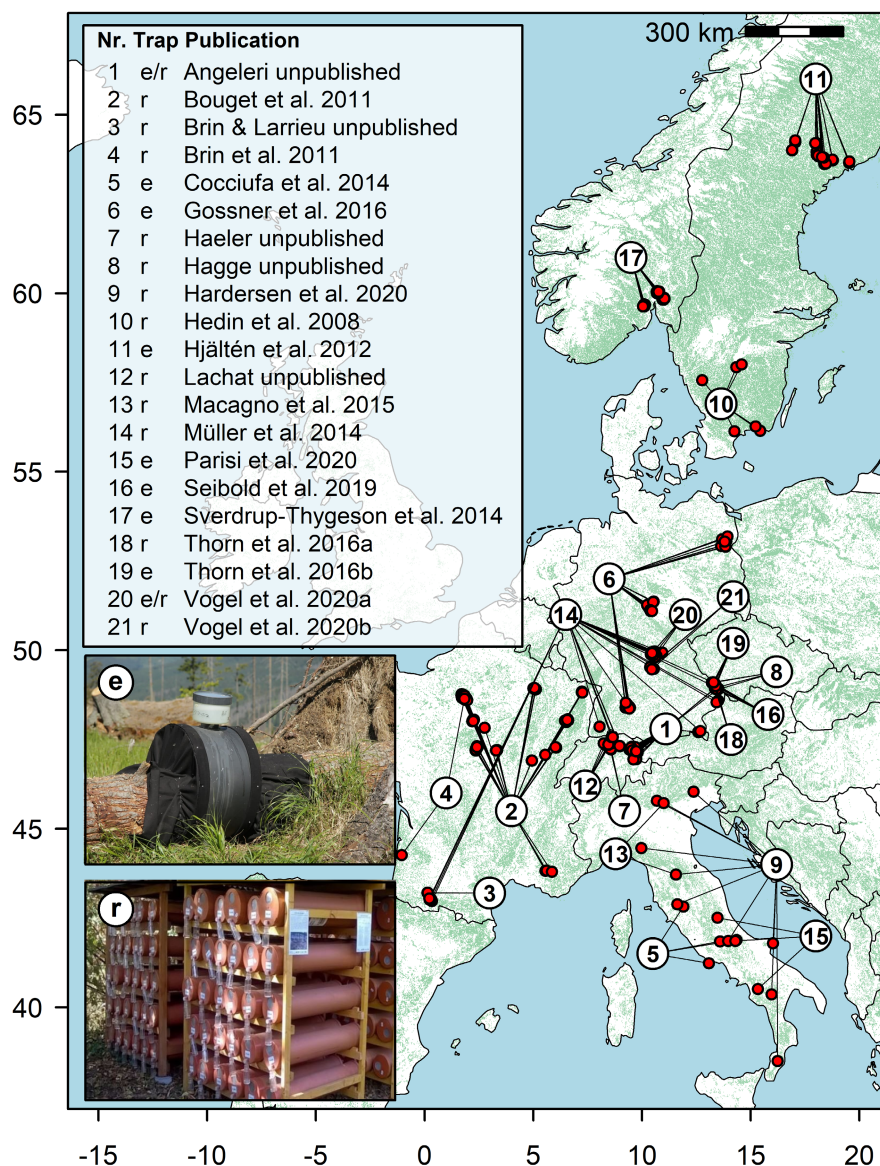 300 km
Nr. Trap Publication
1 e/r Angeleri unpublished
2 r Bouget et al. 2011
3 r Brin & Larrieu unpublished
4 r Brin et al. 2011
5 e Cocciufa et al. 2014
6 e Gossner et al. 2016
7 r Haeler unpublished
8 r Hagge unpublished
9 r Hardersen et al. 2020
10 r Hedin et al. 2008
11 e Hjältén et al. 2012
12 r Lachat unpublished
13 r Macagno et al. 2015
14 r Müller et al. 2014
15 e Parisi et al. 2020
16 e Seibold et al. 2019
17 e Sverdrup-Thygeson et al. 2014
18 r Thorn et al. 2016a
19 e Thorn et al. 2016b
20 e/r Vogel et al. 2020a
21 r Vogel et al. 2020b
11
17
10
6
14
20
21
19
8
16
18
1
12
7
2
4
3
13
9
5
15
e
r
65
60
55
50
45
40
-15
-10
-5
0
5
10
15
20